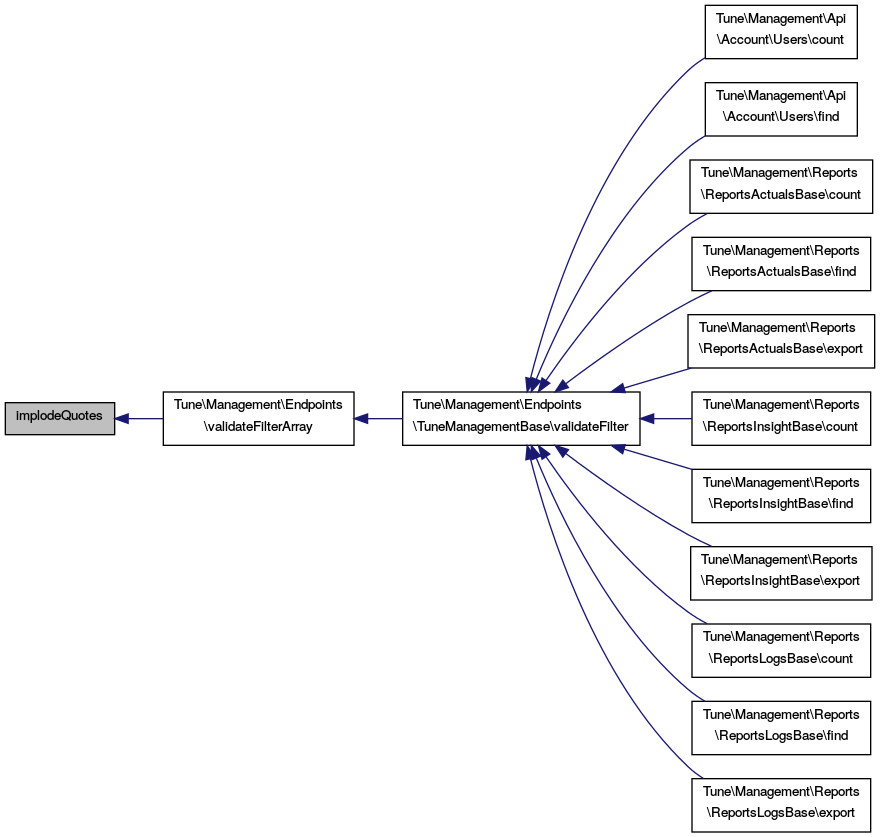 implodeQuotes
Tune\Management\Endpoints
\validateFilterArray
Tune\Management\Endpoints
\TuneManagementBase\validateFilter
Tune\Management\Api
\Account\Users\count
Tune\Management\Api
\Account\Users\find
Tune\Management\Reports
\ReportsActualsBase\count
Tune\Management\Reports
\ReportsActualsBase\find
Tune\Management\Reports
\ReportsActualsBase\export
Tune\Management\Reports
\ReportsInsightBase\count
Tune\Management\Reports
\ReportsInsightBase\find
Tune\Management\Reports
\ReportsInsightBase\export
Tune\Management\Reports
\ReportsLogsBase\count
Tune\Management\Reports
\ReportsLogsBase\find
Tune\Management\Reports
\ReportsLogsBase\export